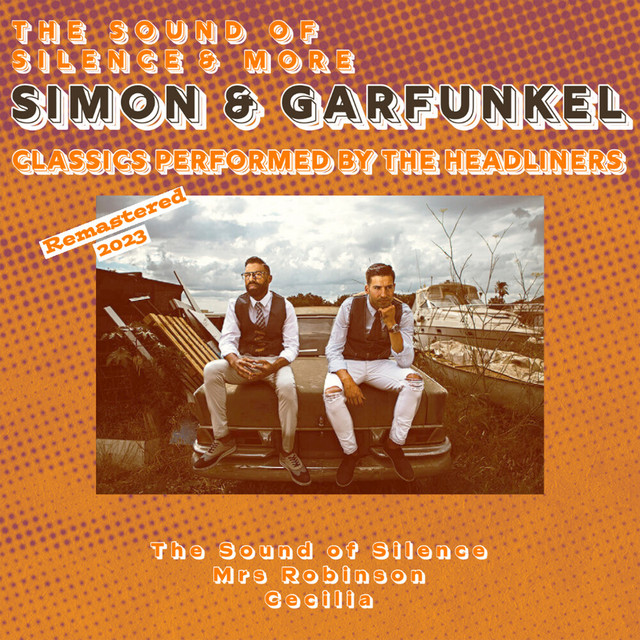 THE SOUND OF
SILENCE & MORE
SIMON & GARFUNKEL
CLASSICS PERFORMED BY THE HEADLINERS
Remastered
2023
The Sound of Silence
Mrs Robinson
Cecilia